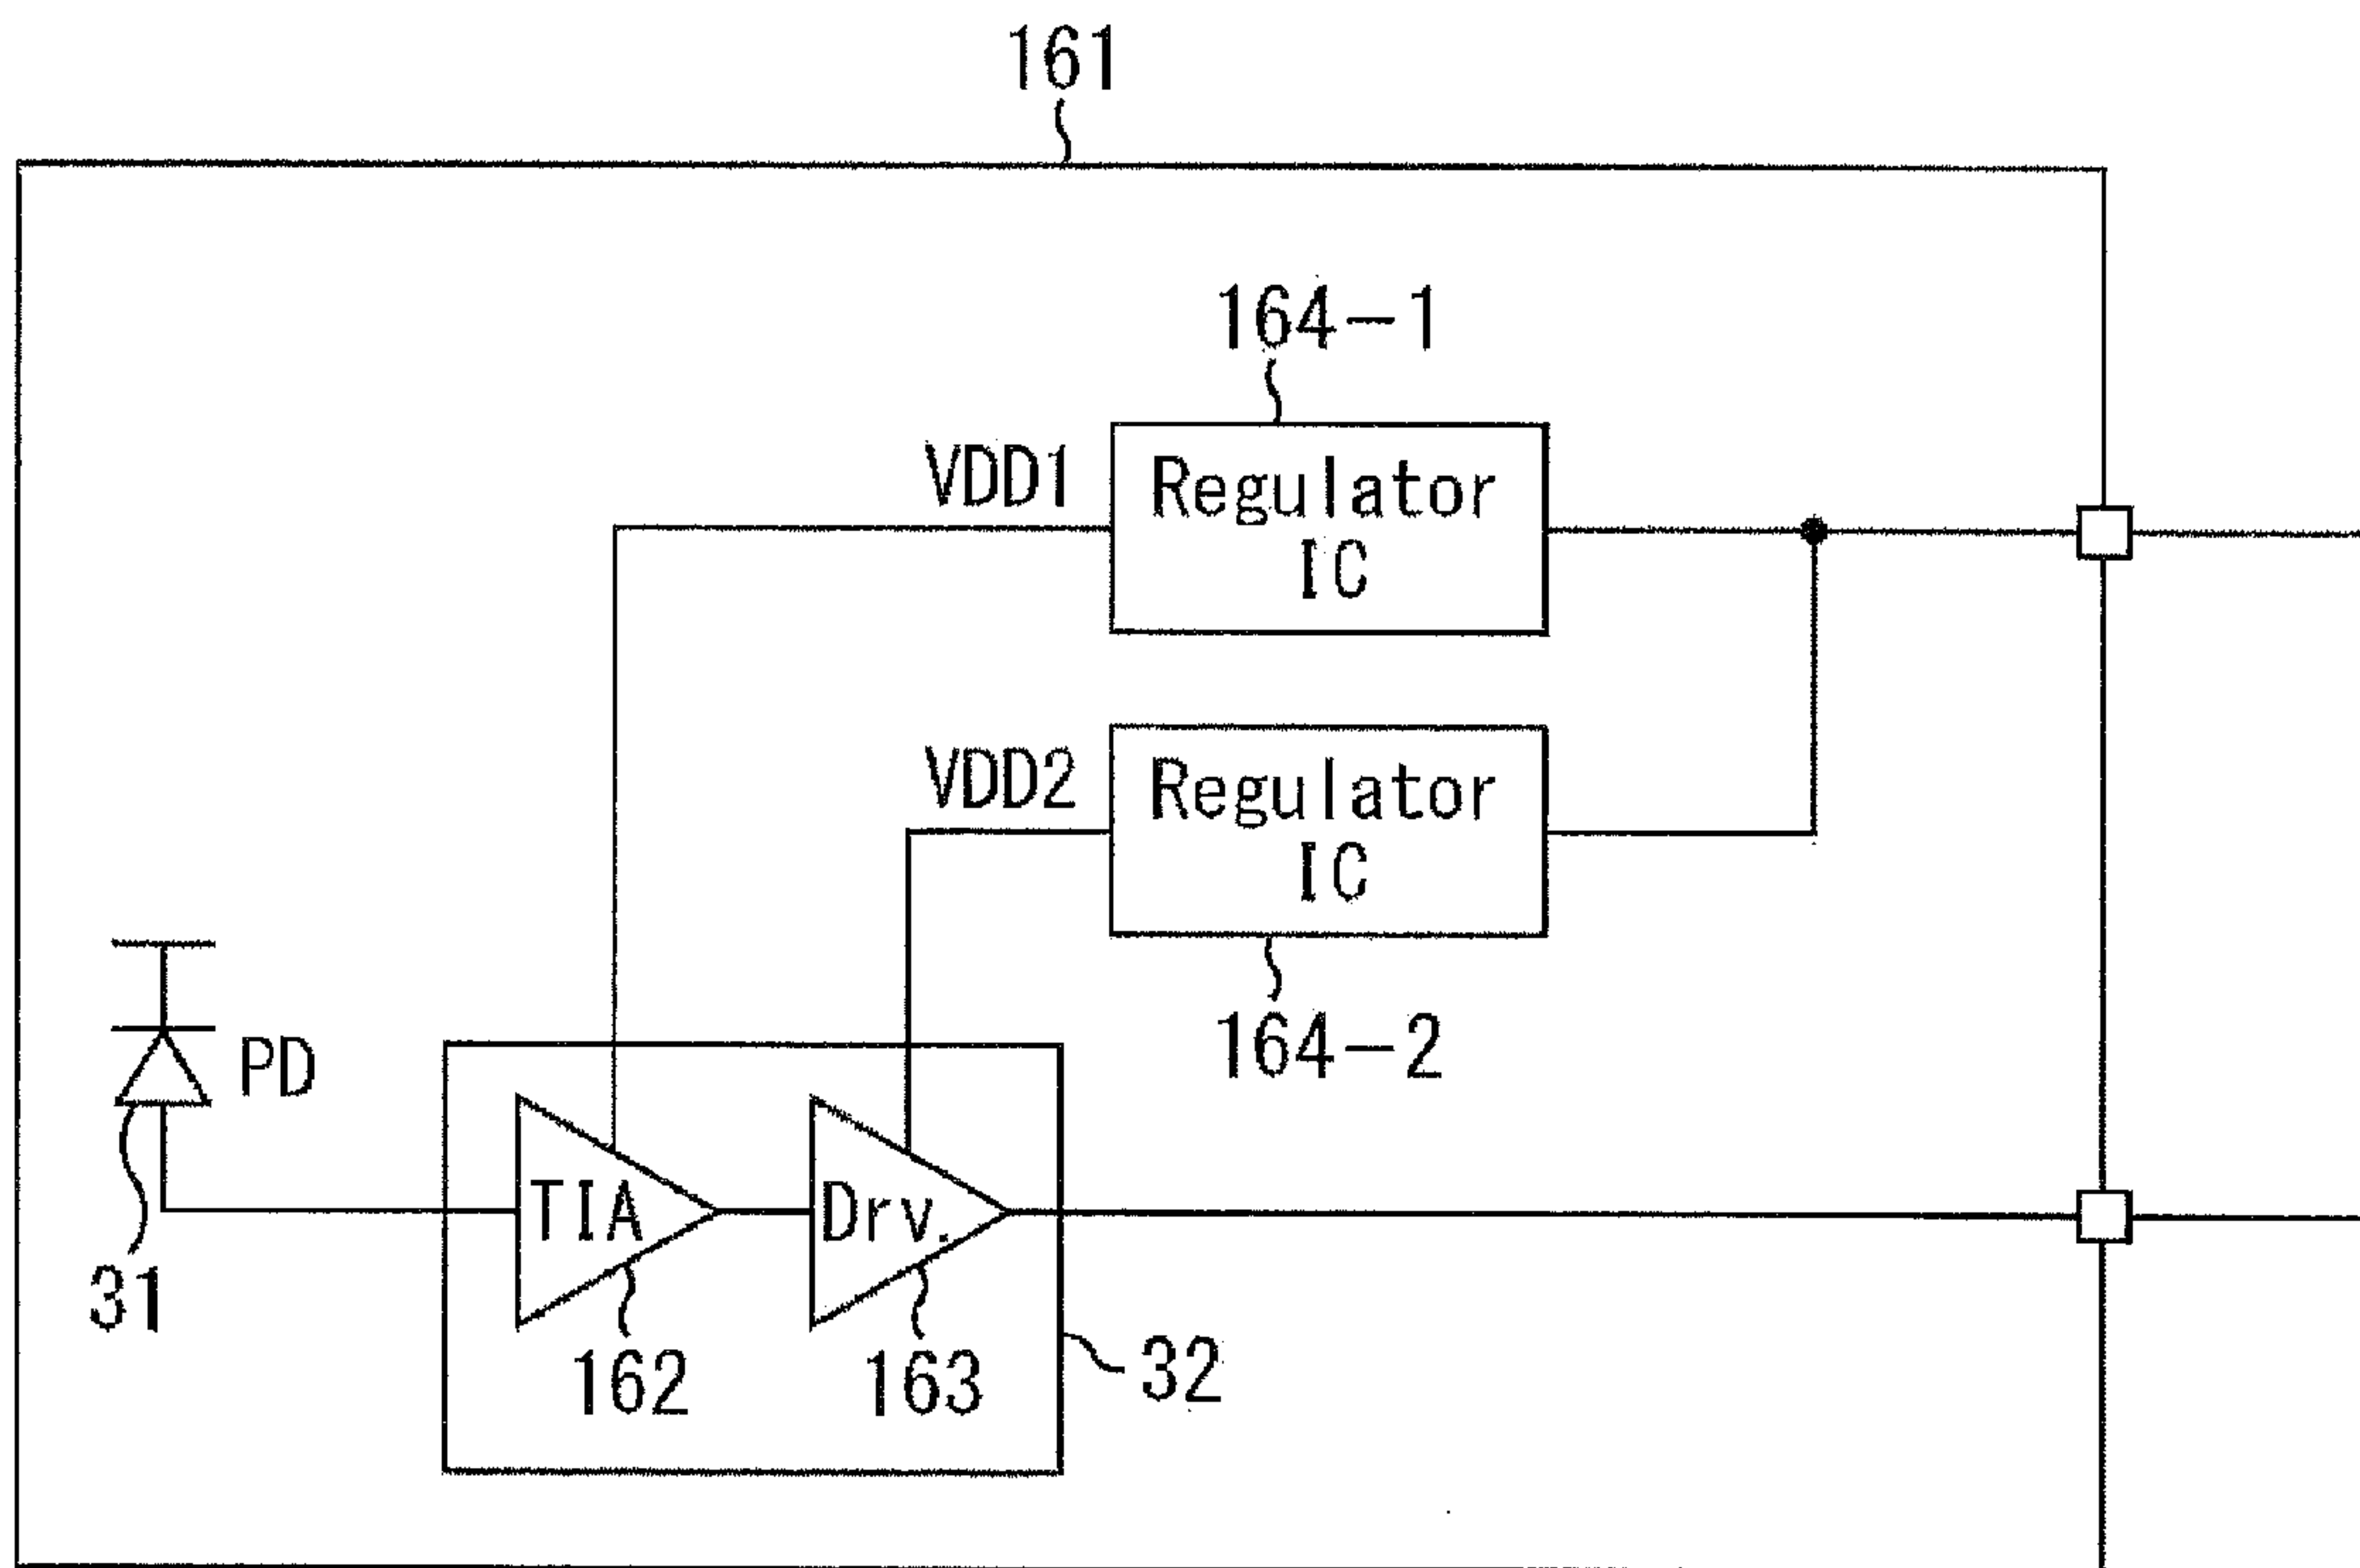 161
164-1
VDD1
Regulator
IC
VDD2
Regulator
IC
164-2
PD
TIA
Drv.
31
162
163
32